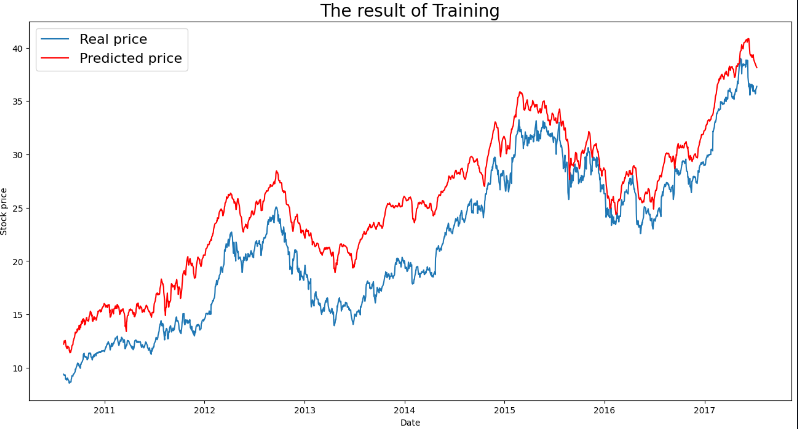 The result of Training
Real price
Predicted price
Stock price
40
35
30
25
20
15
10
2011
2012
2013
2014
2015
2016
2017
Date